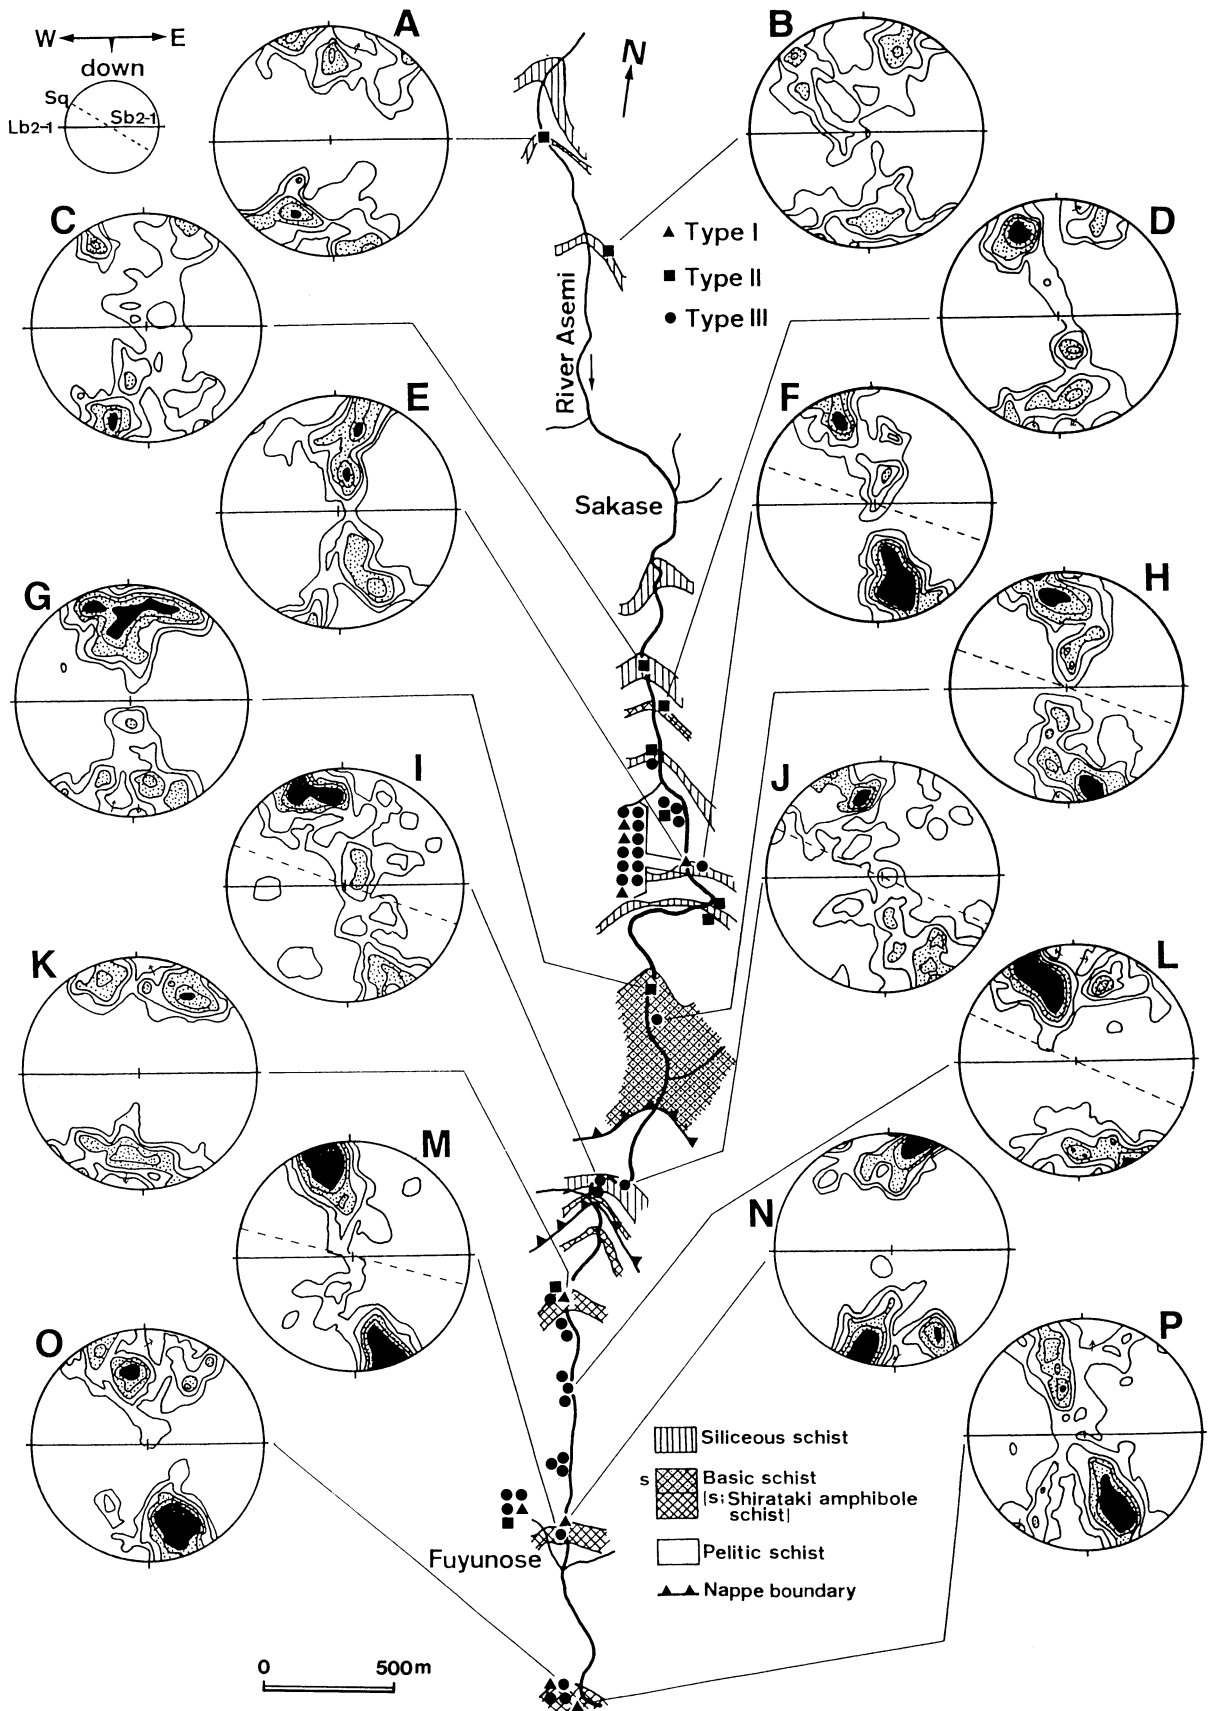 W E
down
Sq
Sb2-1
Lb2-1
A
B
N
C
D
Type I
Type II
Type III
River Asemi
E
F
Sakase
G
H
I
J
K
L
M
N
O
P
Siliceous schist
s Basic schist
[s; Shirataki amphibole
schist]
Fuyunose
Pelitic schist
Nappe boundary
0 500m